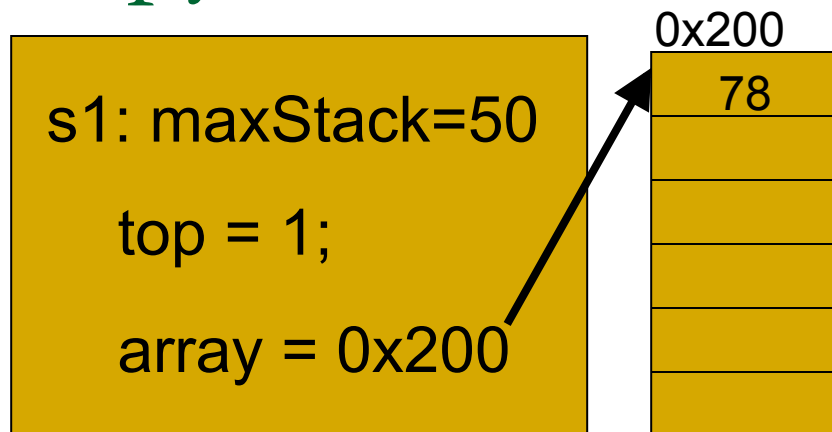 0x200
s1: maxStack=50
78
top = 1;
array = 0x200